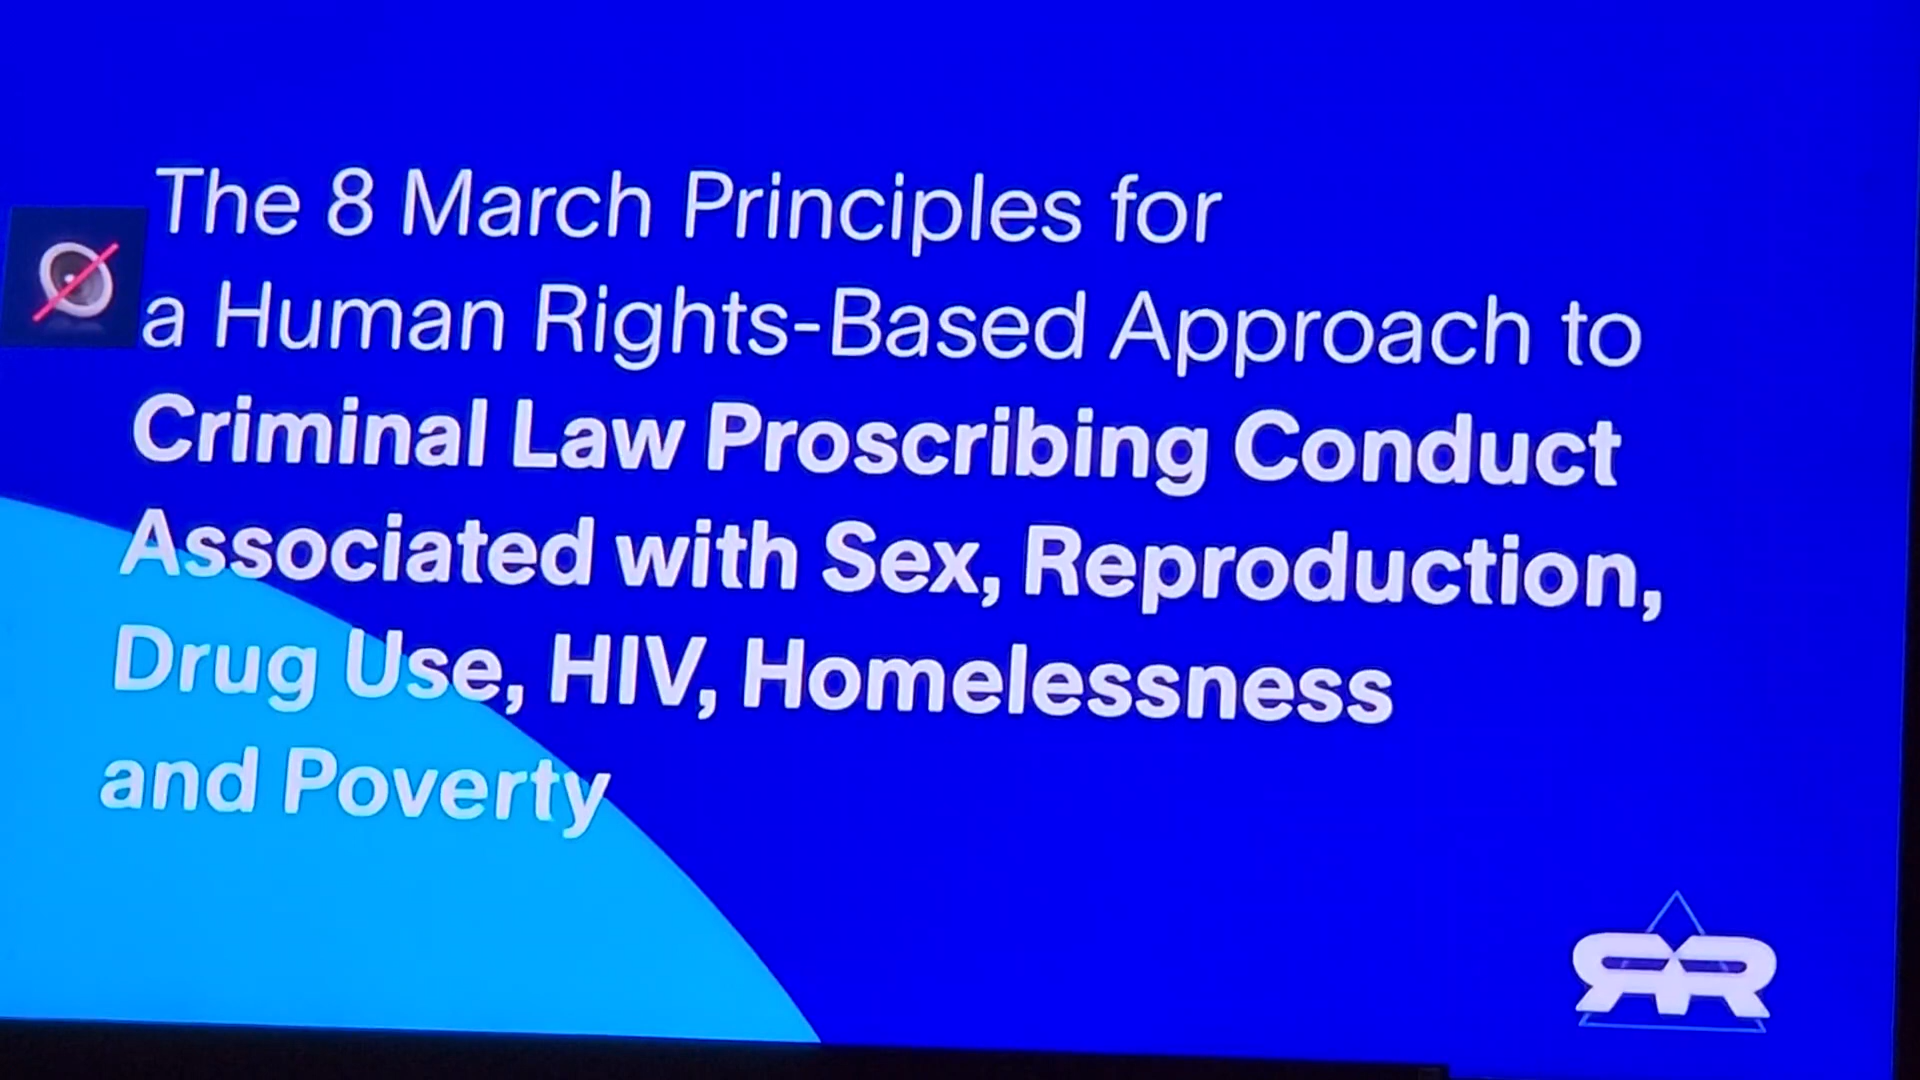 The 8 March Principles for
a Human Rights-Based Approach to
Criminal Law Proscribing Conduct
Associated with Sex, Reproduction,
Drug Use, HIV, Homelessness
and Poverty
RR